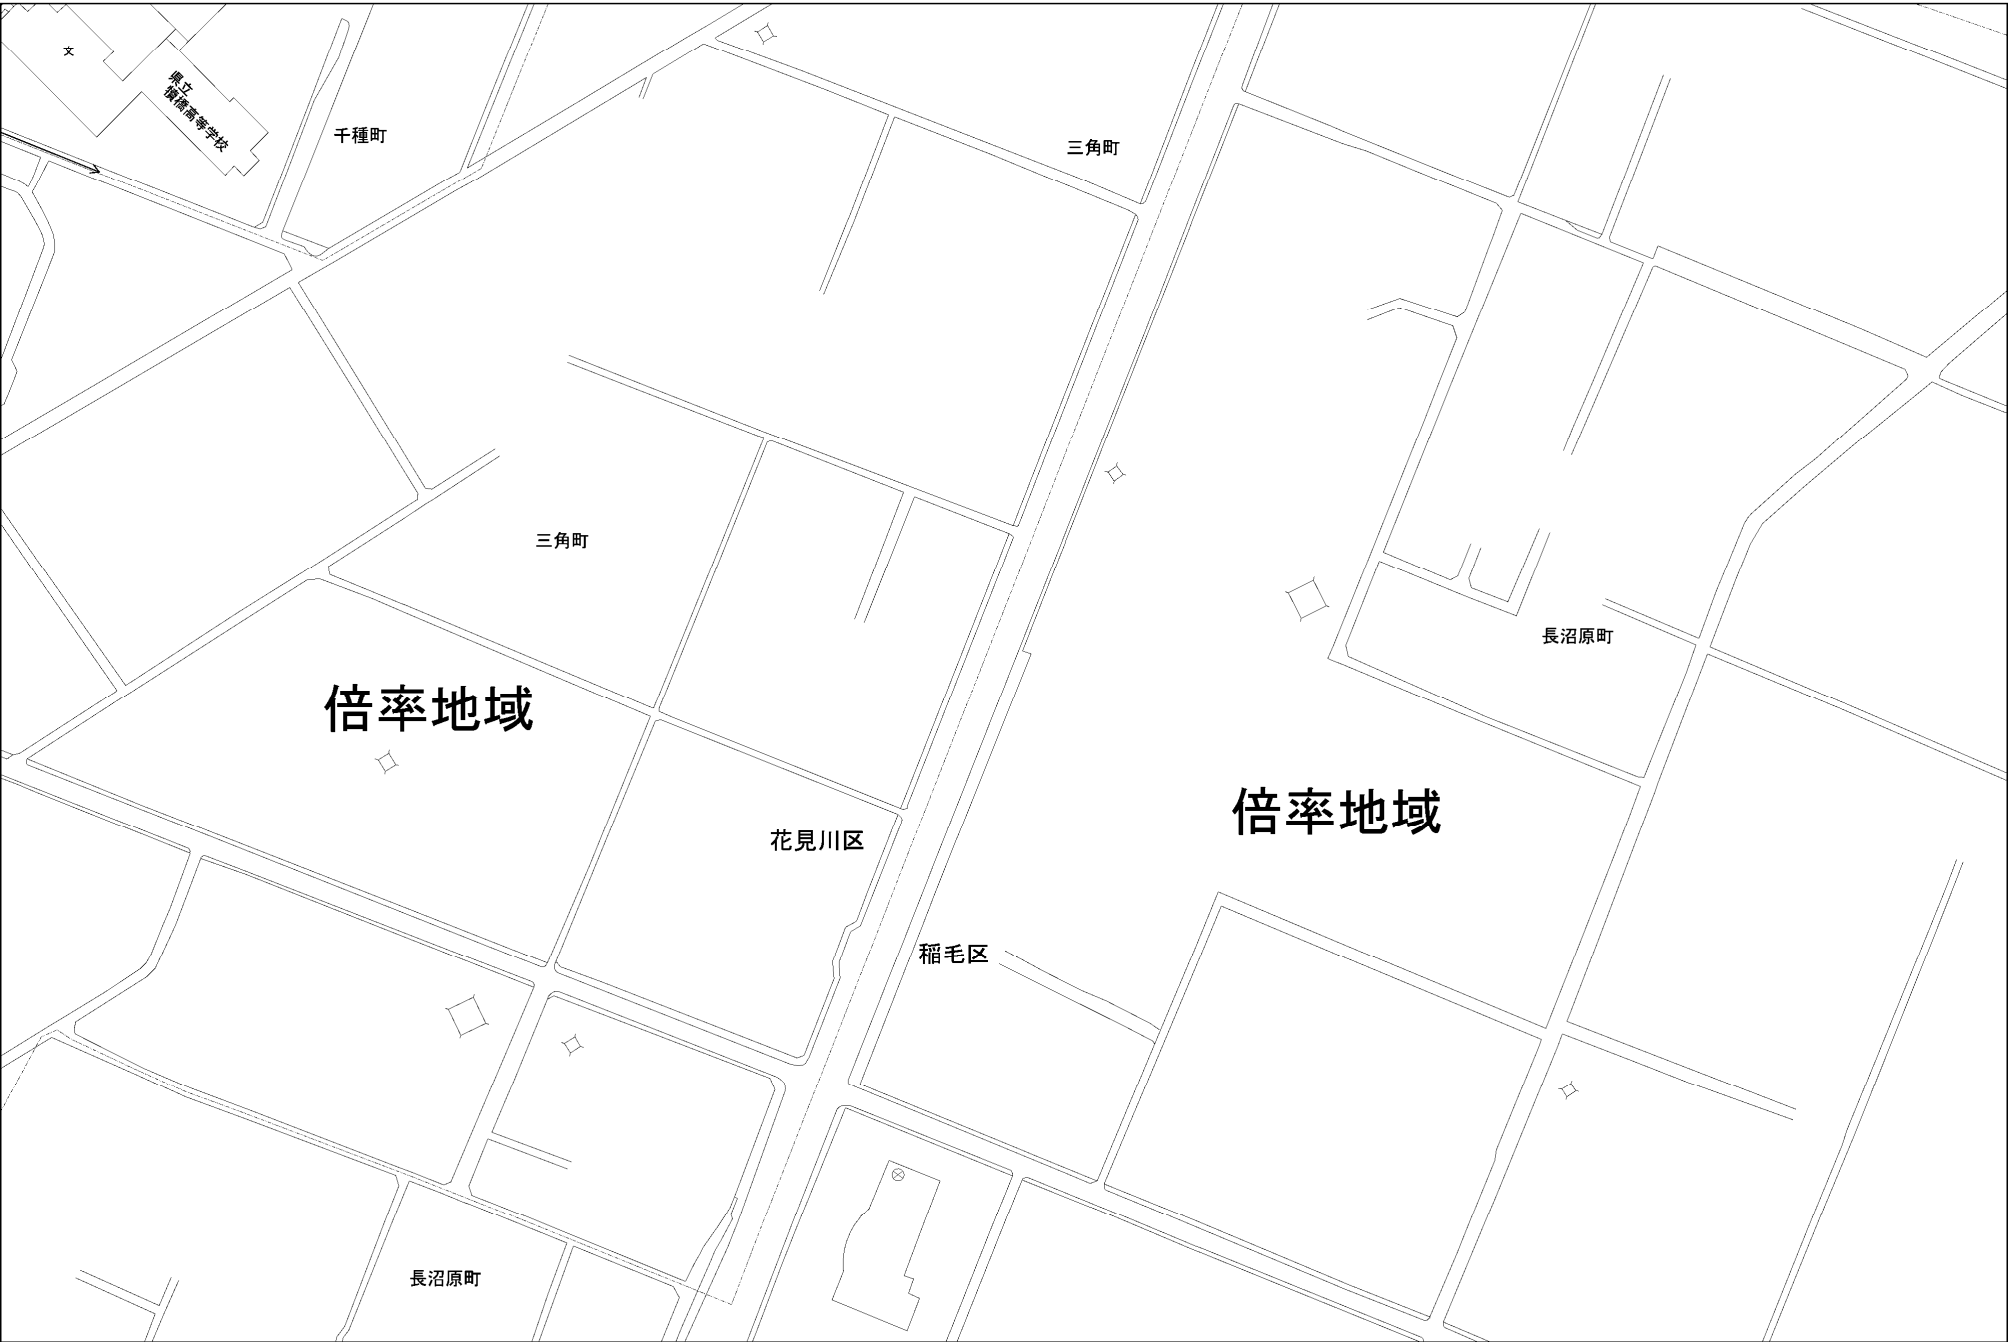 文
県立
犢橋高等学校
千種町
三角町
三角町
長沼原町
倍率地域
倍率地域
花見川区
稲毛区
長沼原町